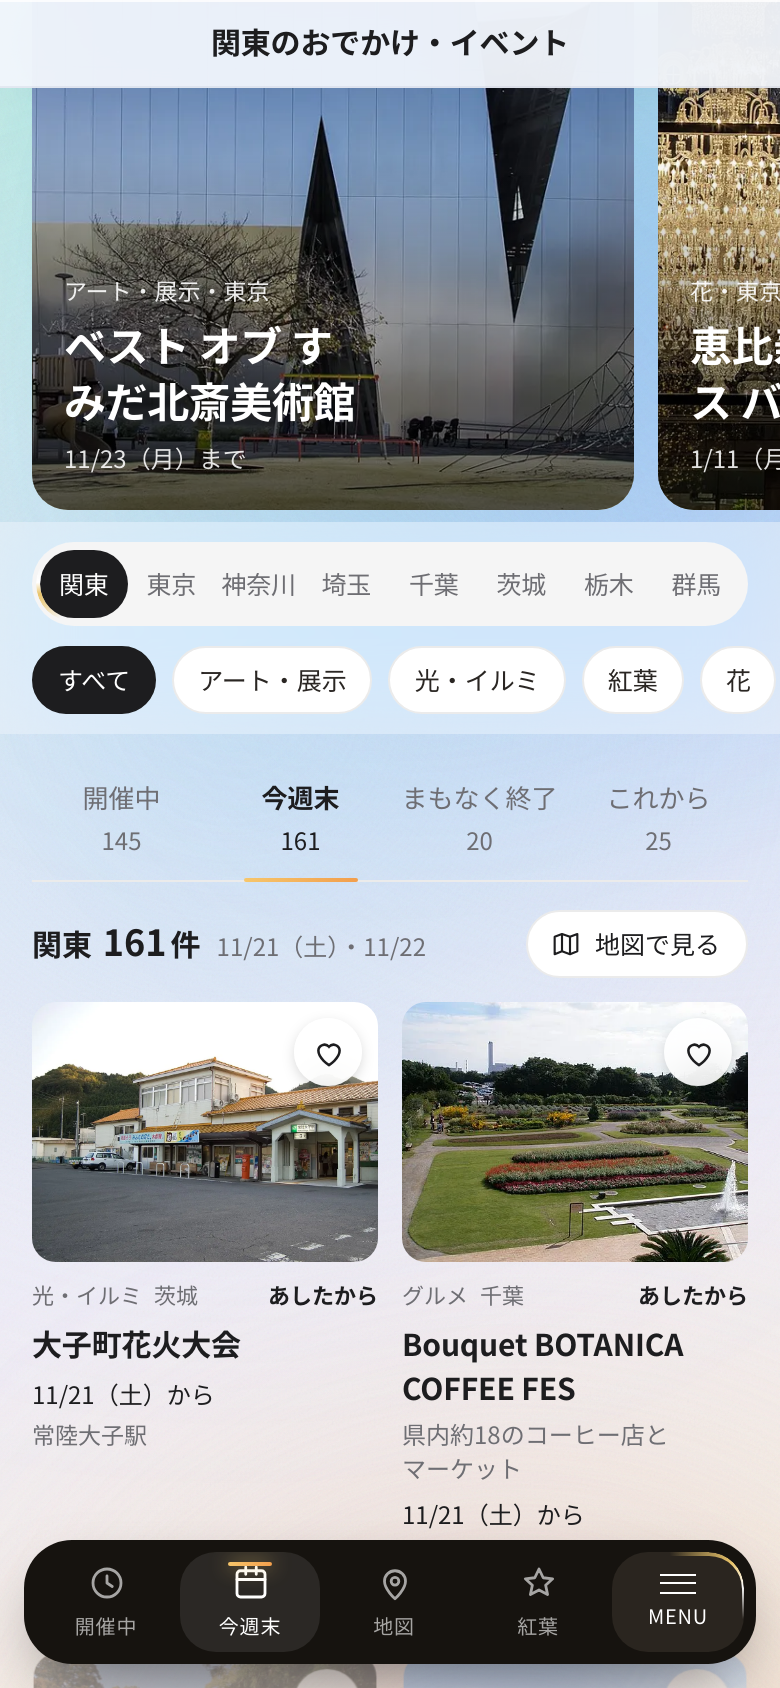 関東のおでかけ・イベント
アート・展示・東京
ベスト オブ す
みだ北斎美術館
11/23（月）まで
花・東京
恵比
ス バ
1/11（月
関東
東京
神奈川
埼玉
千葉
茨城
栃木
群馬
すべて
アート・展示
光・イルミ
紅葉
花
開催中
145
今週末
161
まもなく終了
20
これから
25
関東 161件 11/21（土）・11/22
地図で見る
光・イルミ 茨城 あしたから
大子町花火大会
11/21（土）から
常陸大子駅
グルメ 千葉 あしたから
Bouquet BOTANICA
COFFEE FES
県内約18のコーヒー店と
マーケット
11/21（土）から
開催中
今週末
地図
紅葉
MENU